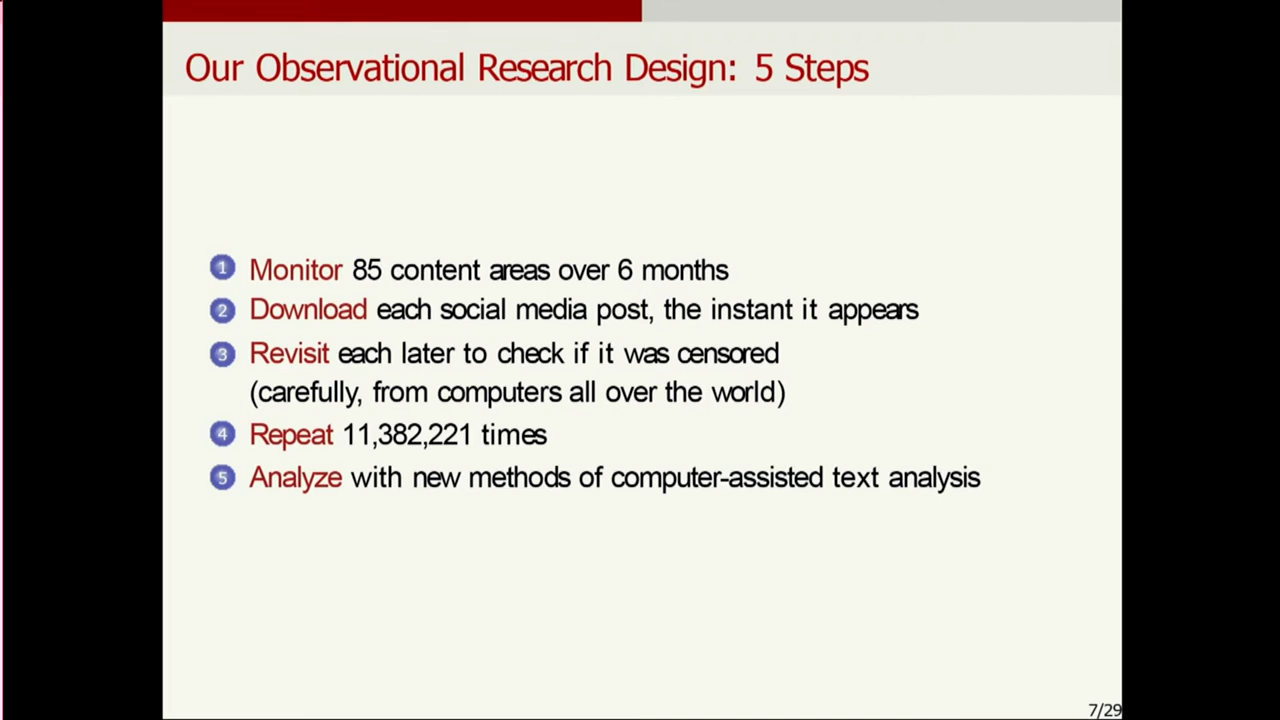 Our Observational Research Design: 5 Steps
1 Monitor 85 content areas over 6 months
2 Download each social media post, the instant it appears
3 Revisit each later to check if it was censored
(carefully, from computers all over the world)
4 Repeat 11,382,221 times
5 Analyze with new methods of computer-assisted text analysis
7/29